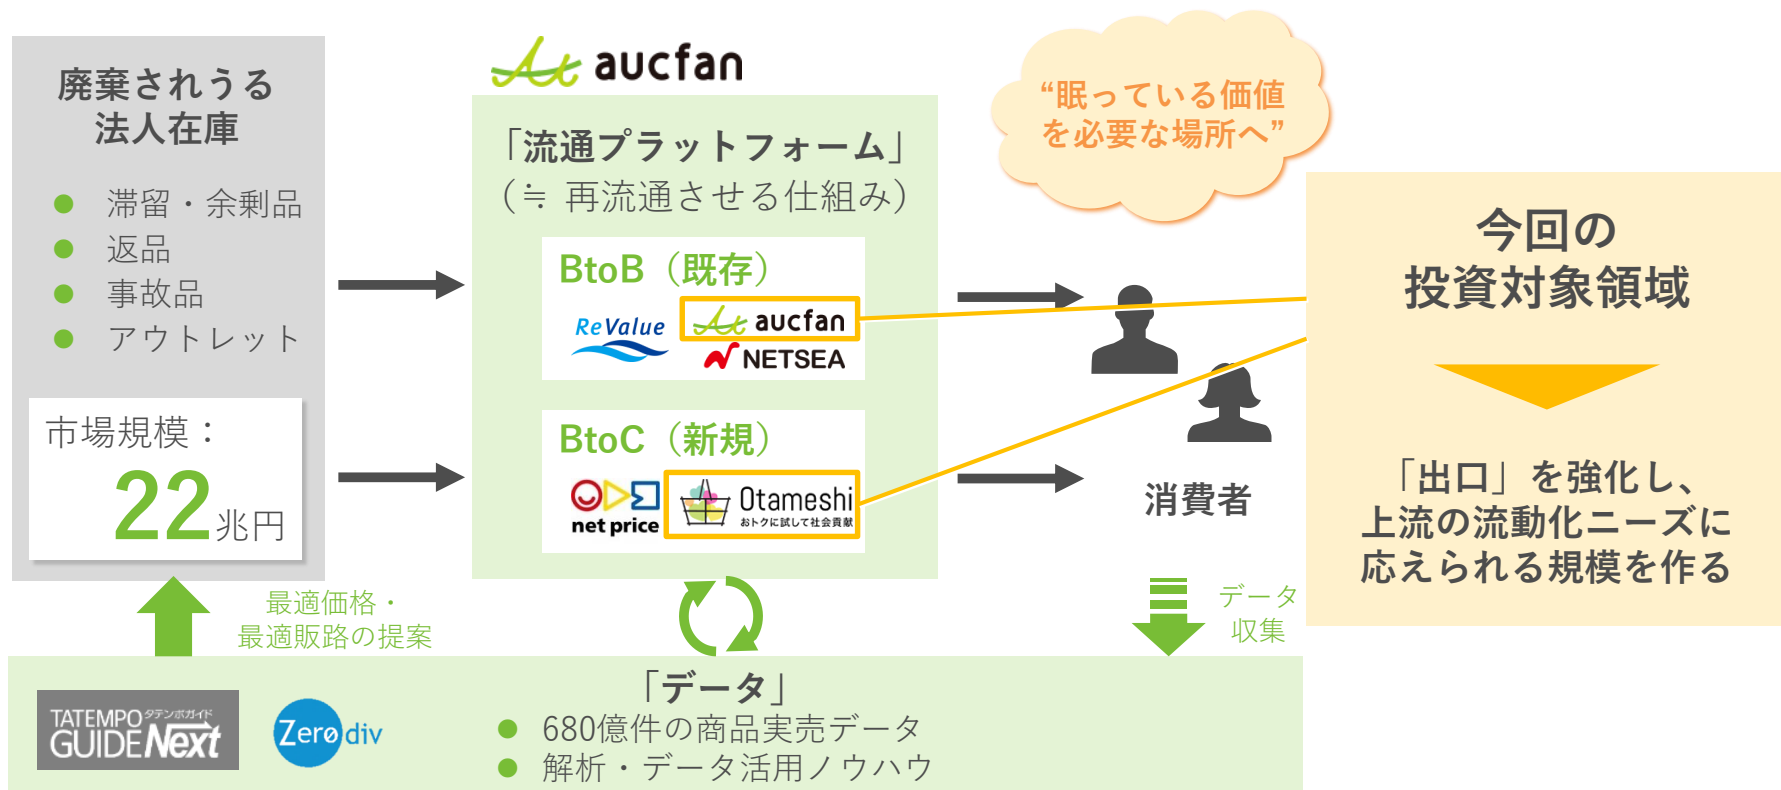 廃棄されうる
法人在庫
滞留・余剰品
返品
事故品
アウトレット
市場規模：
22兆円
aucfan
「流通プラットフォーム」
（≒ 再流通させる仕組み）
BtoB（既存）
ReValue
aucfan
NETSEA
BtoC（新規）
net price
Otameshi
おトクに試して社会貢献
“眠っている価値
を必要な場所へ”
消費者
今回の
投資対象領域
「出口」を強化し、
上流の流動化ニーズに
応えられる規模を作る
最適価格・
最適販路の提案
データ
収集
「データ」
680億件の商品実売データ
解析・データ活用ノウハウ
TATEMPO タテンポガイド
GUIDE Next
Zerodiv